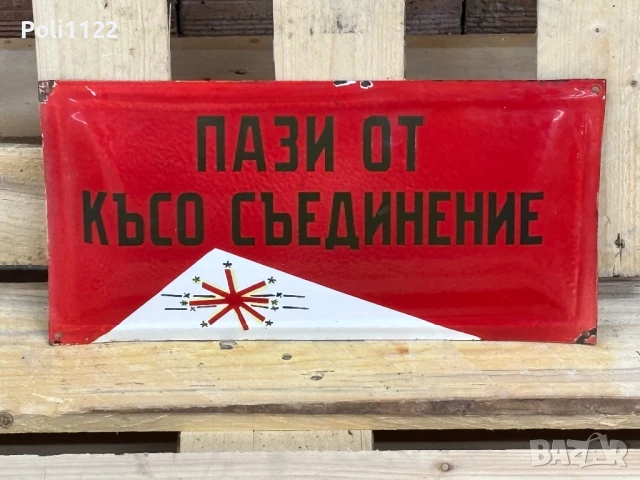 Poli1122
ПАЗИ ОТ
КЪСО СЪЕДИНЕНИЕ
BAZAR